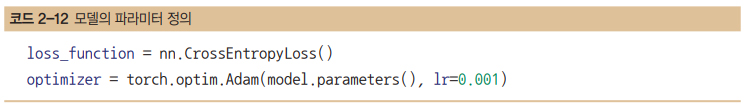 코드 2-12 모델의 파라미터 정의
loss_function = nn.CrossEntropyLoss()
optimizer = torch.optim.Adam(model.parameters(), lr=0.001)